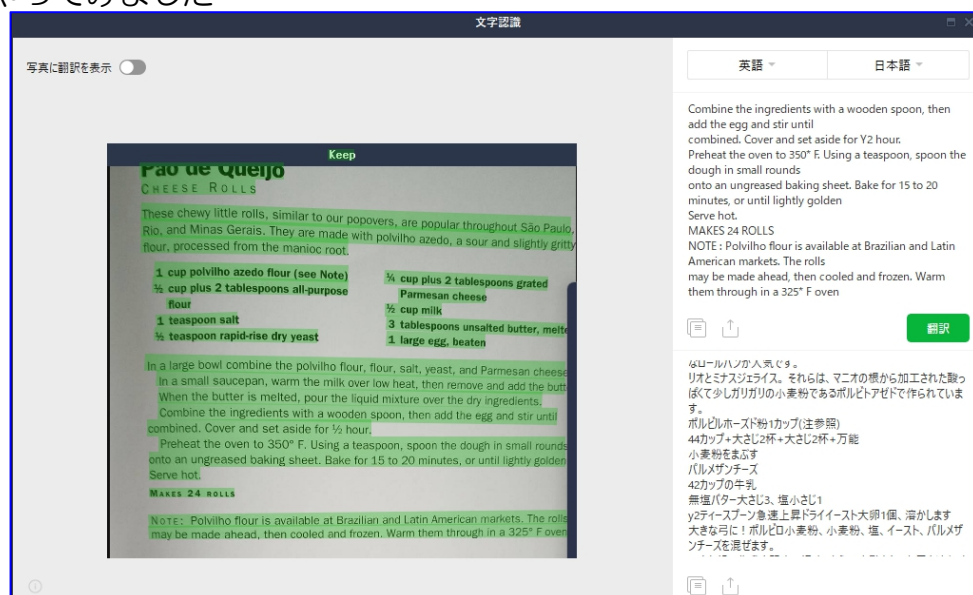 やってみました
文字認識
写真に翻訳を表示
英語
日本語
Keep
Pão de Queijo
CHEESE ROLLS
These chewy little rolls, similar to our popovers, are popular throughout São Paulo,
Rio, and Minas Gerais. They are made with polvilho azedo, a sour and slightly gritty
flour, processed from the manioc root.
1 cup polvilho azedo flour (see Note)
½ cup plus 2 tablespoons all-purpose
flour
1 teaspoon salt
½ teaspoon rapid-rise dry yeast
¼ cup plus 2 tablespoons grated
Parmesan cheese
½ cup milk
3 tablespoons unsalted butter, melte
1 large egg, beaten
In a large bowl combine the polvilho flour, flour, salt, yeast, and Parmesan cheese
In a small saucepan, warm the milk over low heat, then remove and add the butt
When the butter is melted, pour the liquid mixture over the dry ingredients.
Combine the ingredients with a wooden spoon, then add the egg and stir until
combined. Cover and set aside for ½ hour.
Preheat the oven to 350° F. Using a teaspoon, spoon the dough in small rounds
onto an ungreased baking sheet. Bake for 15 to 20 minutes, or until lightly golden
Serve hot.
MAKES 24 ROLLS
NOTE: Polvilho flour is available at Brazilian and Latin American markets. The rolls
may be made ahead, then cooled and frozen. Warm them through in a 325° F oven
Combine the ingredients with a wooden spoon, then
add the egg and stir until
combined. Cover and set aside for Y2 hour.
Preheat the oven to 350° F. Using a teaspoon, spoon the
dough in small rounds
onto an ungreased baking sheet. Bake for 15 to 20
minutes, or until lightly golden
Serve hot.
MAKES 24 ROLLS
NOTE : Polvilho flour is available at Brazilian and Latin
American markets. The rolls
may be made ahead, then cooled and frozen. Warm
them through in a 325° F oven
翻訳
なロールパンが人気です。
リオとミナスジェライス。それらは、マニオの根から加工された酸っ
ぱくて少しガリガリの小麦粉であるポルビトアゼドで作られていま
す。
ポルビルホーズド粉1カップ(注参照)
44カップ+大さじ2杯+大さじ2杯+万能
小麦粉をまぶす
パルメザンチーズ
42カップの牛乳
無塩バター大さじ3、塩小さじ1
y2ティースプーン急速上昇ドライイースト大卵1個、溶かします
大きな弓に！ポルビロ小麦粉、小麦粉、塩、イースト、パルメザ
ンチーズを混ぜます。